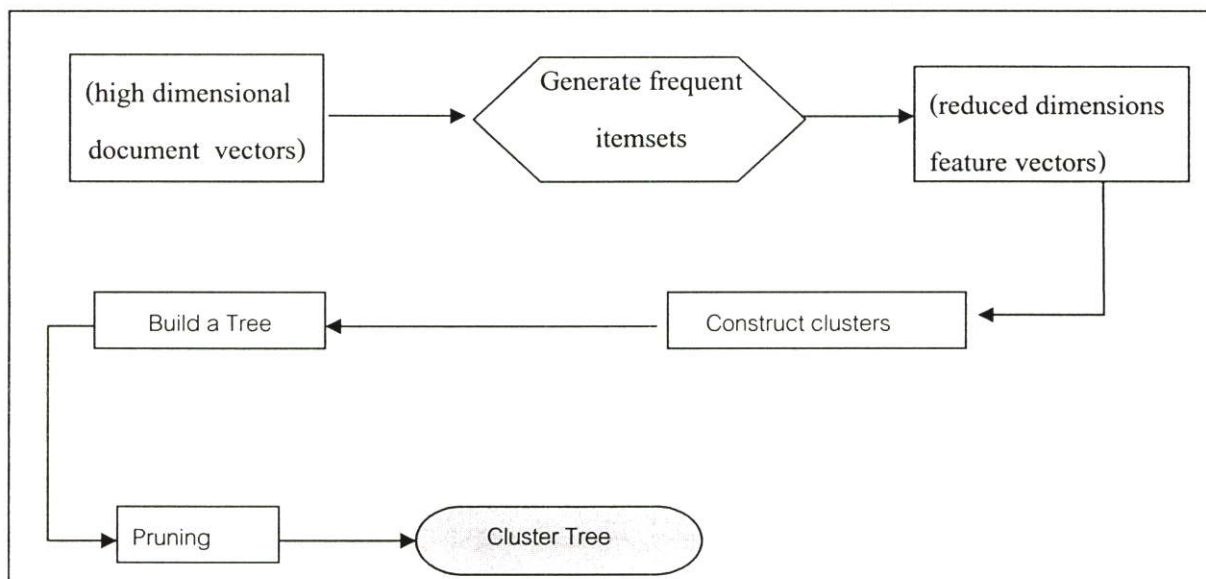 (high dimensional
document vectors)
Generate frequent
itemsets
(reduced dimensions
feature vectors)
Construct clusters
Build a Tree
Pruning
Cluster Tree